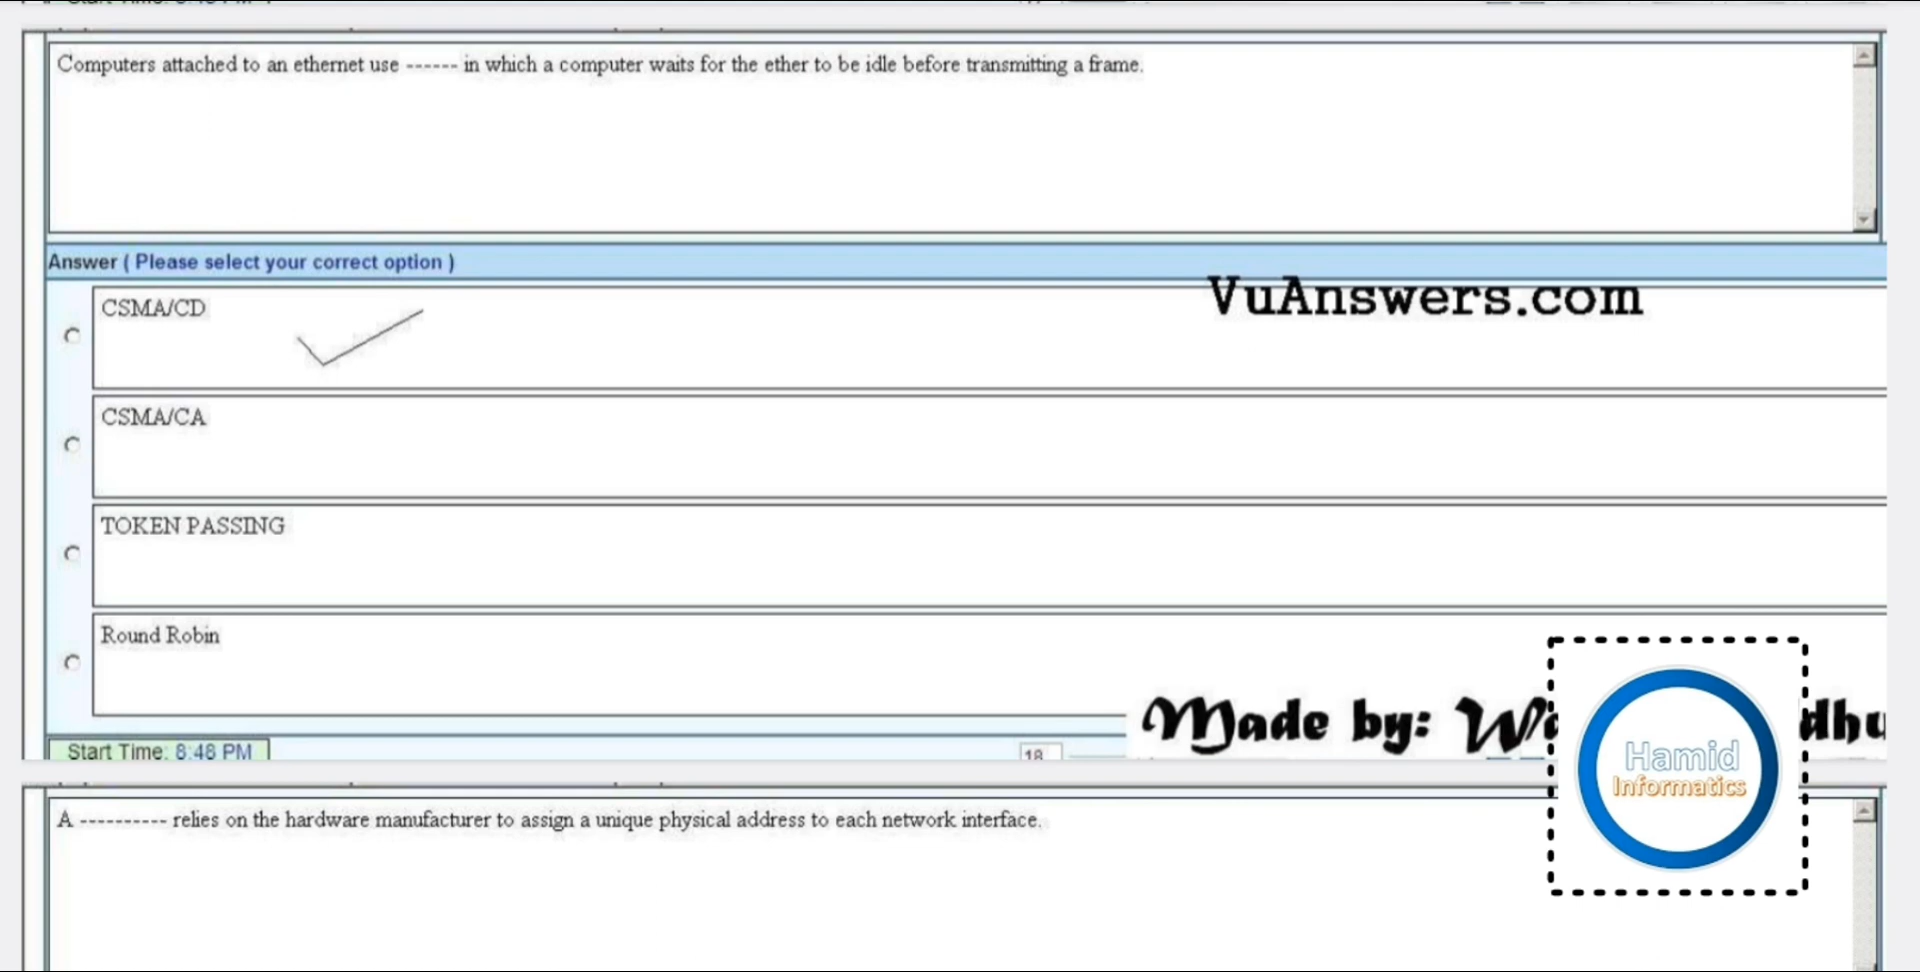 Computers attached to an ethernet use ------ in which a computer waits for the ether to be idle before transmitting a frame.
Answer ( Please select your correct option )
VuAnswers.com
CSMA/CD
CSMA/CA
TOKEN PASSING
Round Robin
Made by:
Start Time: 8:48 PM
Hamid
Informatics
A ---------- relies on the hardware manufacturer to assign a unique physical address to each network interface.